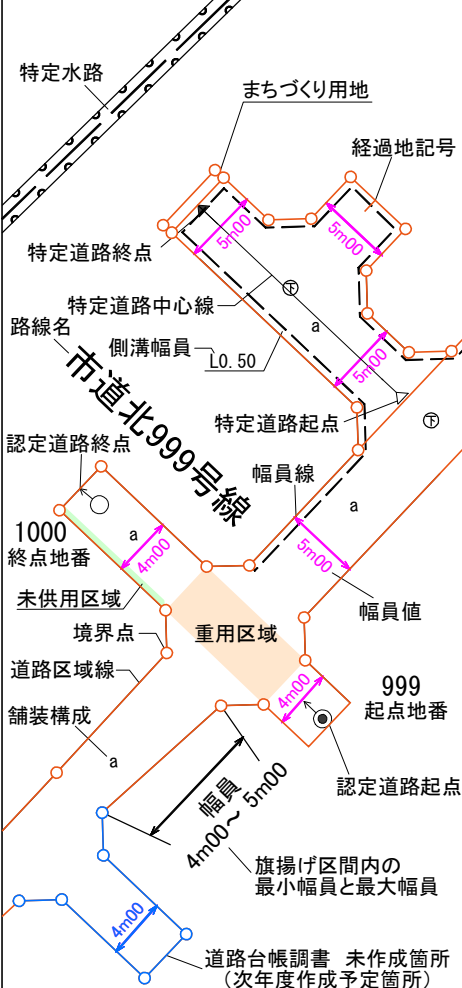 特定水路
まちづくり用地
経過地記号
5m00
5m00
特定道路終点
下
特定道路中心線
a
路線名
側溝幅員
L0.50
5m00
市道北999号線
特定道路起点
下
認定道路終点
幅員線
a
1000
終点地番
a
4m00
5m00
未供用区域
幅員値
境界点
重用区域
道路区域線
4m00
999
起点地番
舗装構成
a
認定道路起点
幅員
4m00～5m00
旗揚げ区間内の
最小幅員と最大幅員
4m00
道路台帳調書 未作成箇所
(次年度作成予定箇所)